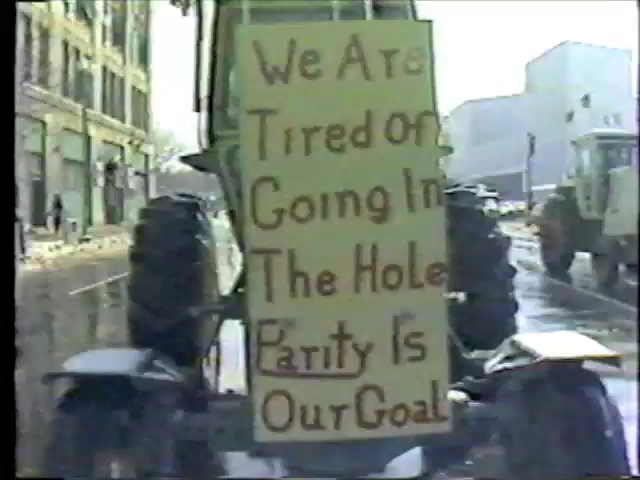 We Are
Tired Of
Going In
The Hole
Parity Is
Our Goal